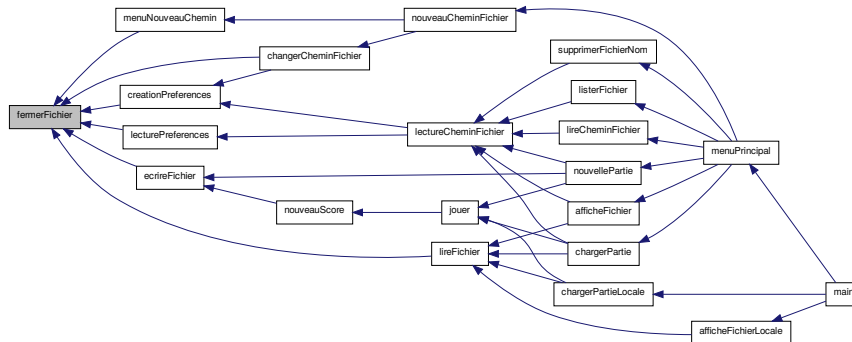 menuNouveauChemin
nouveauCheminFichier
changerCheminFichier
supprimerFichierNom
creationPreferences
listerFichier
fermerFichier
lecturePreferences
lectureCheminFichier
lireCheminFichier
menuPrincipal
ecrireFichier
nouvellePartie
nouveauScore
jouer
afficheFichier
lireFichier
chargerPartie
chargerPartieLocale
main
afficheFichierLocale